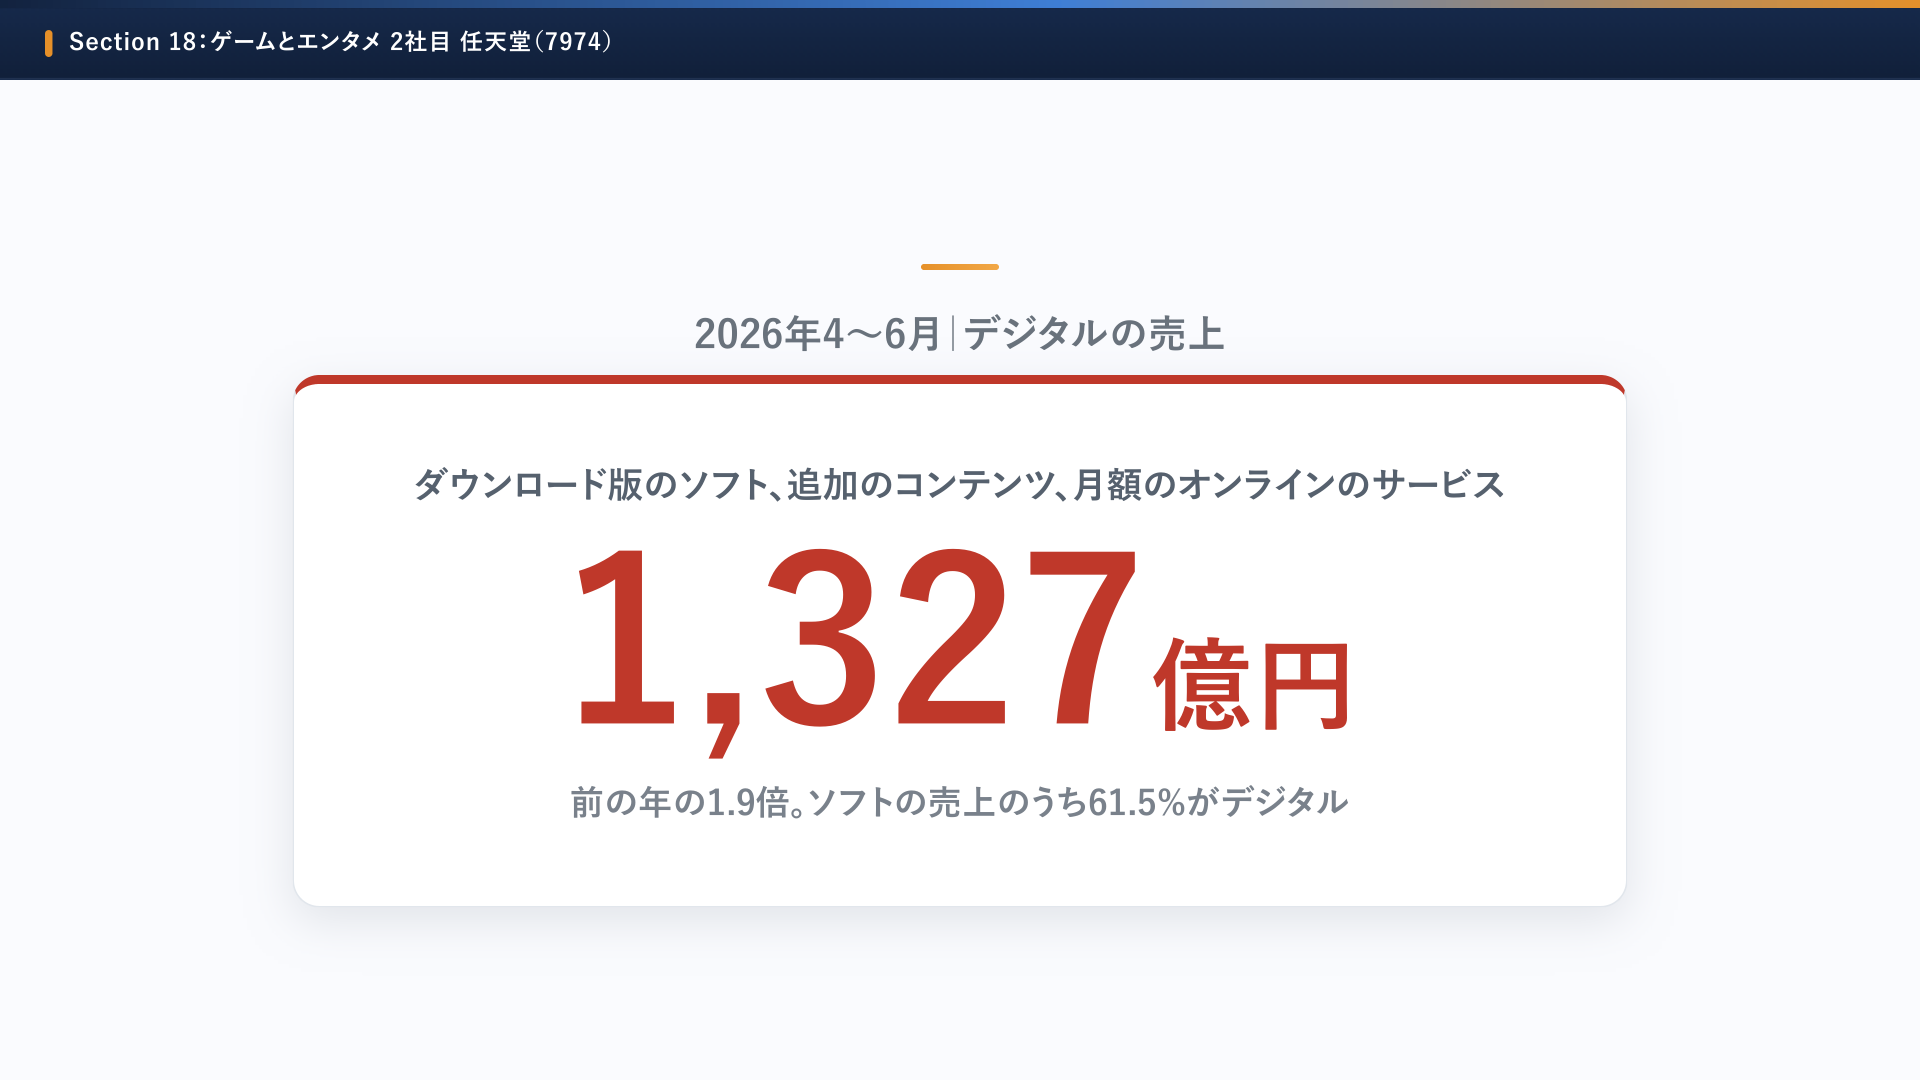 Section 18：ゲームとエンタメ 2社目 任天堂（7974）
2026年4〜6月｜デジタルの売上
ダウンロード版のソフト、追加のコンテンツ、月額のオンラインのサービス
1,327億円
前の年の1.9倍。ソフトの売上のうち61.5%がデジタル